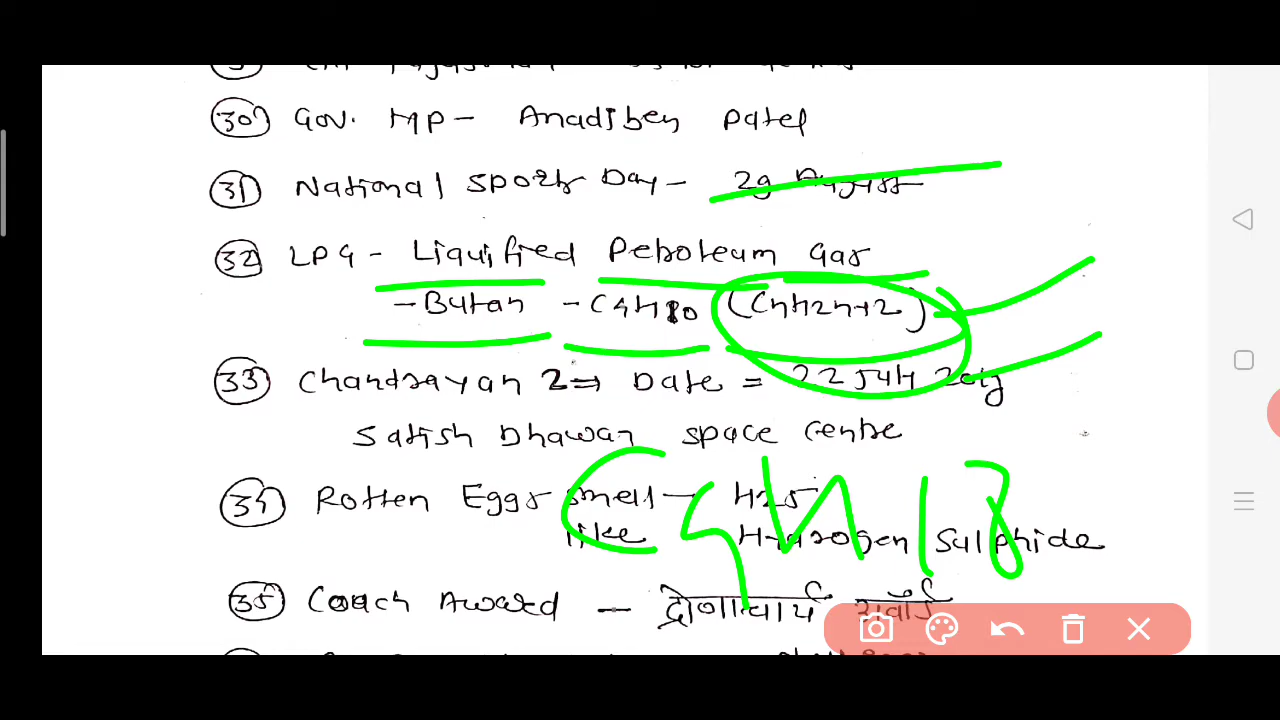 30 Gov. MP - Anadiben Patel
31 National Sports Day - 29 August
32 LPG - Liquified Petroleum Gas
- Butan - C4H10 (CnH2n+2)
33 Chandrayan 2 => Date = 22 July 2019
Satish Dhawan space centre
34 Rotten Eggs smell - H2S
like Hydrogen Sulphide
C4H10
35 Coach Award - द्रोणाचार्य